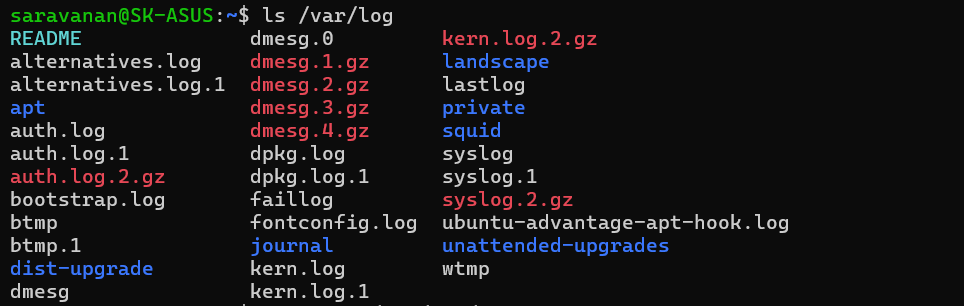 saravanan@SK-ASUS:~$ ls /var/log
README dmesg.0 kern.log.2.gz
alternatives.log dmesg.1.gz landscape
alternatives.log.1 dmesg.2.gz lastlog
apt dmesg.3.gz private
auth.log dmesg.4.gz squid
auth.log.1 dpkg.log syslog
auth.log.2.gz dpkg.log.1 syslog.1
bootstrap.log faillog syslog.2.gz
btmp fontconfig.log ubuntu-advantage-apt-hook.log
btmp.1 journal unattended-upgrades
dist-upgrade kern.log wtmp
dmesg kern.log.1